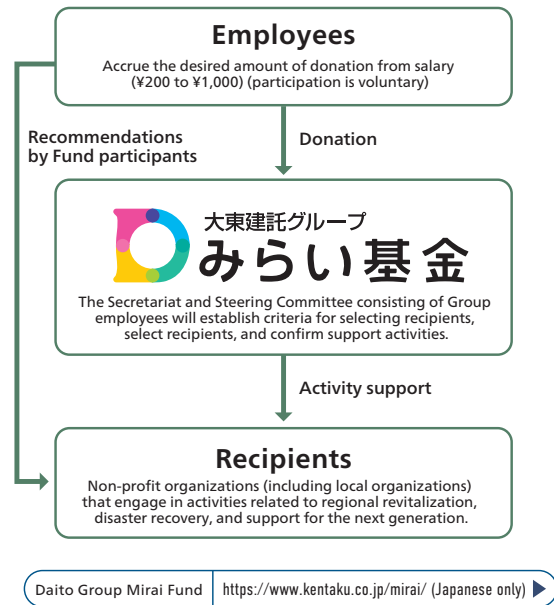 Employees
Accrue the desired amount of donation from salary
(¥200 to ¥1,000) (participation is voluntary)
Recommendations
by Fund participants
Donation
大東建託グループ
みらい基金
The Secretariat and Steering Committee consisting of Group
employees will establish criteria for selecting recipients,
select recipients, and confirm support activities.
Activity support
Recipients
Non-profit organizations (including local organizations)
that engage in activities related to regional revitalization,
disaster recovery, and support for the next generation.
Daito Group Mirai Fund
https://www.kentaku.co.jp/mirai/ (Japanese only)